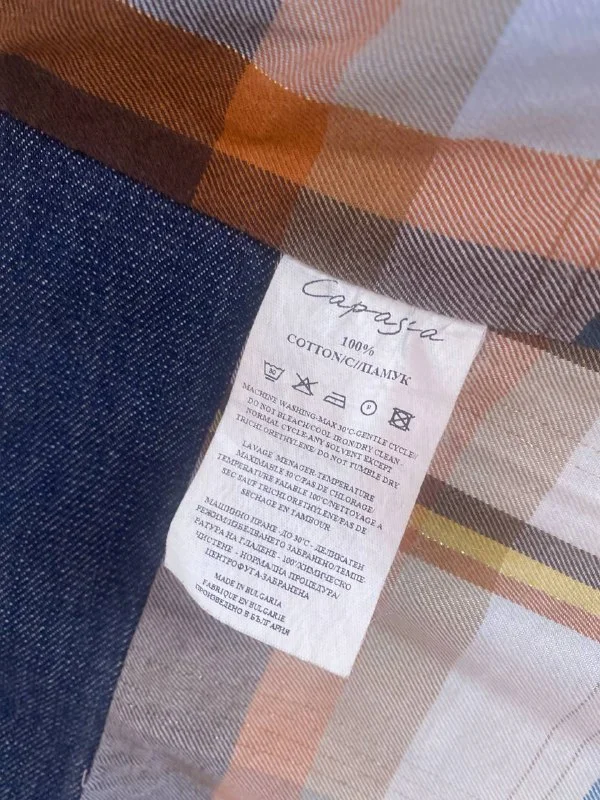 Capasca
100%
COTTON/C//ПАМУК
30
P
MACHINE WASHING-MAX 30°C-GENTLE CYCLE/
DO NOT BLEACH/COOL IRON/DRY CLEAN -
NORMAL CYCLE/ANY SOLVENT EXCEPT
TRICHLORETHYLENE/DO NOT TUMBLE DRY
LAVAGE /MENAGER-TEMPERATURE
MAXIMABLE 30°C/PAS DE CHLORAGE/
TEMPERATURE FAIABLE 100°C/NETTOYAGE A
SEC SAUF TRICHLORETHYLENE/PAS DE
SECHAGE EN TAMBOUR
МАШИННО ПРАНЕ -ДО 30°C - ДЕЛИКАТЕН
РЕЖИМ/ИЗБЕЛВАНЕТО ЗАБРАНЕНО/ТЕМПЕ-
РАТУРА НА ГЛАДЕНЕ - 100°/ХИМИЧЕСКО
ЧИСТЕНЕ - НОРМАЛНА ПРОЦЕДУРА/
ЦЕНТРОФУГА-ЗАБРАНЕНА
MADE IN BULGARIA
FABRIQUE EN BULGARIE
ПРОИЗВЕДЕНО В БЪЛГАРИЯ